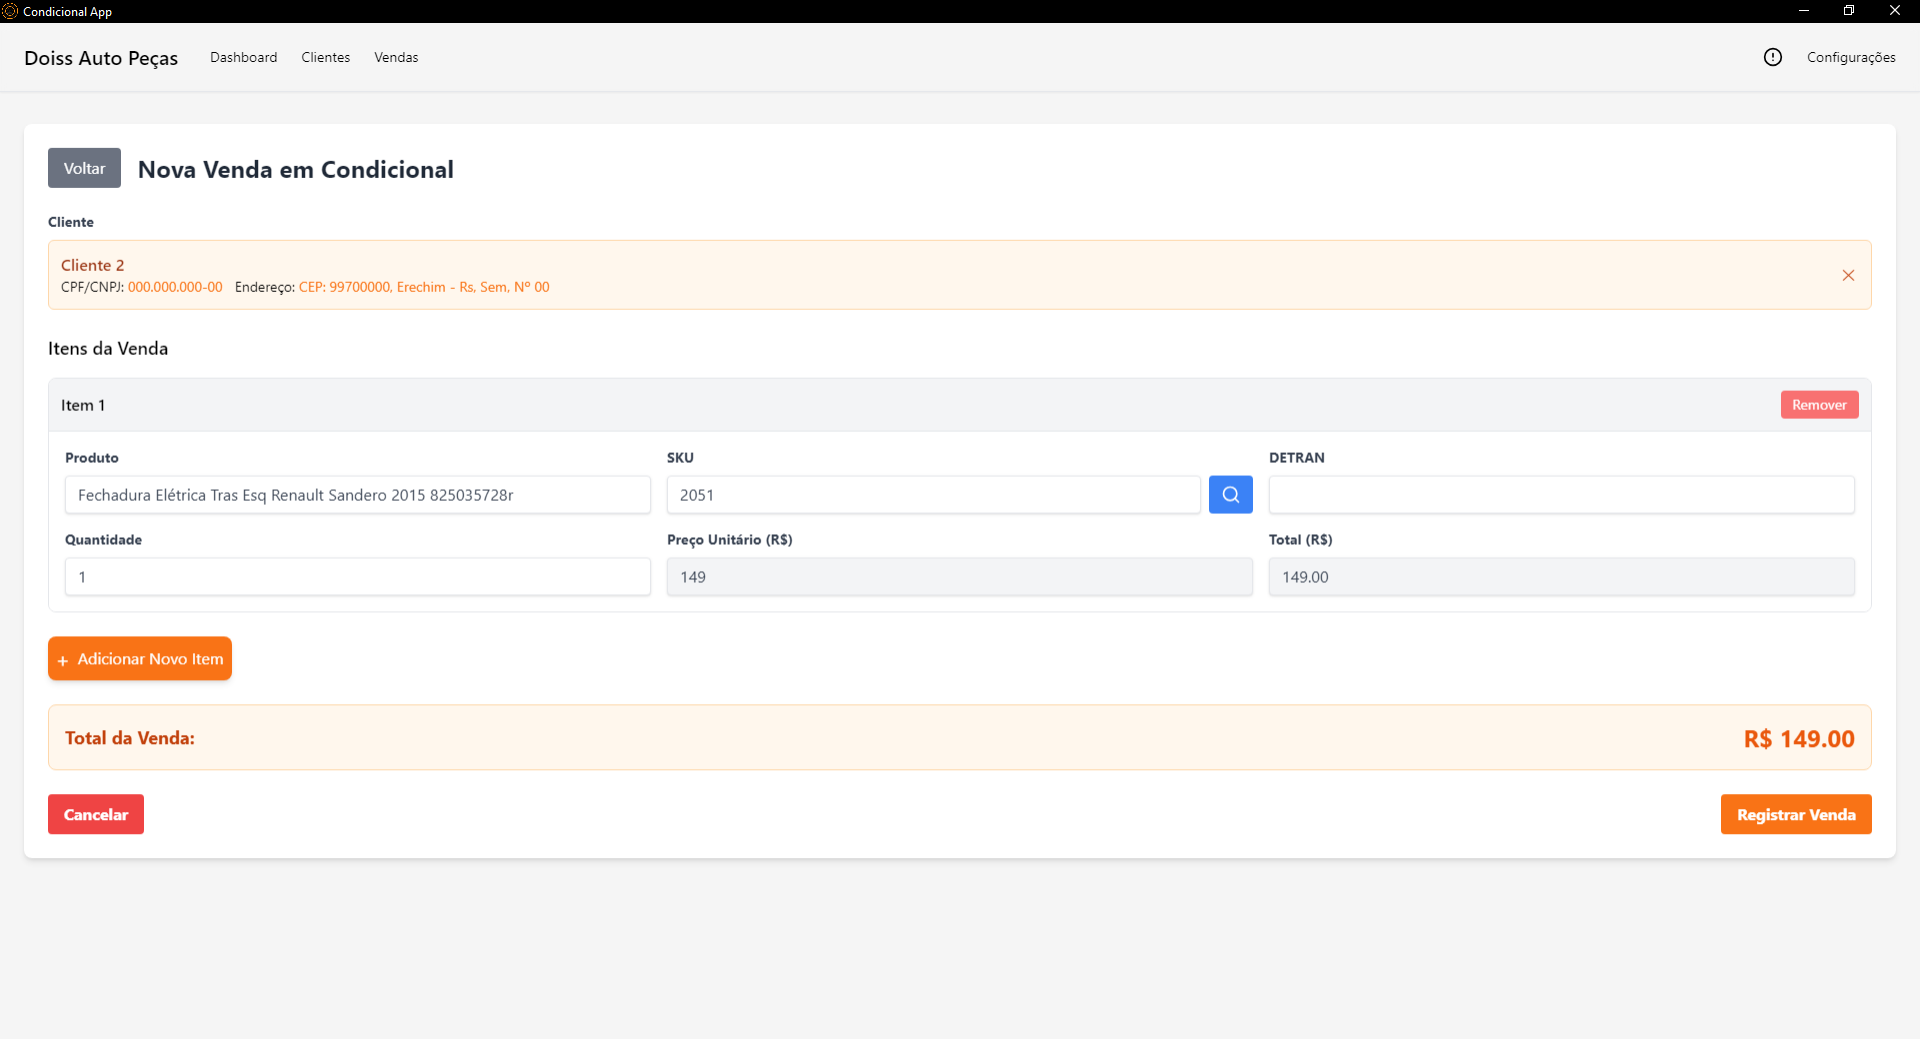 Condicional App
Doiss Auto Peças Dashboard Clientes Vendas Configurações
Voltar Nova Venda em Condicional
Cliente
Cliente 2
CPF/CNPJ: 000.000.000-00 Endereço: CEP: 99700000, Erechim - Rs, Sem, Nº 00
Itens da Venda
Item 1 Remover
Produto SKU DETRAN
Fechadura Elétrica Tras Esq Renault Sandero 2015 825035728r 2051
Quantidade Preço Unitário (R$) Total (R$)
1 149 149.00
+ Adicionar Novo Item
Total da Venda: R$ 149.00
Cancelar Registrar Venda